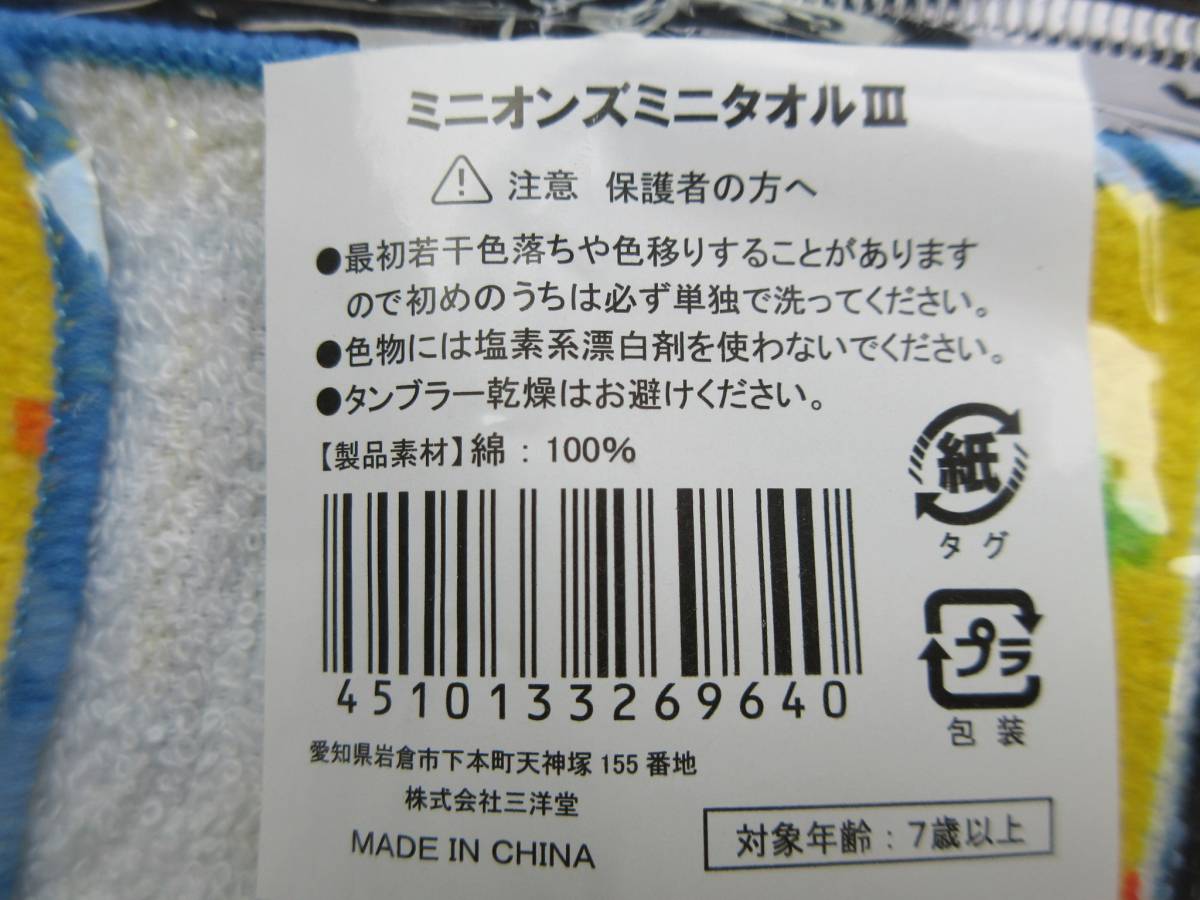 ミニオンズミニタオルⅢ
注意 保護者の方へ
●最初若干色落ちや色移りすることがあります
ので初めのうちは必ず単独で洗ってください。
●色物には塩素系漂白剤を使わないでください。
●タンブラー乾燥はお避けください。
【製品素材】綿：100%
紙
タグ
プラ
包装
4510133269640
愛知県岩倉市下本町天神塚 155 番地
株式会社三洋堂
MADE IN CHINA
対象年齢：7歳以上